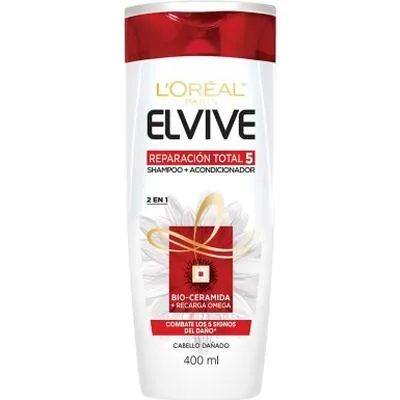 L'ORÉAL
PARIS
ELVIVE
REPARACIÓN TOTAL 5
SHAMPOO + ACONDICIONADOR
2 EN 1
BIO-CERAMIDA
+ RECARGA OMEGA
COMBATE LOS 5 SIGNOS
DEL DAÑO*
CABELLO DAÑADO
400 ml